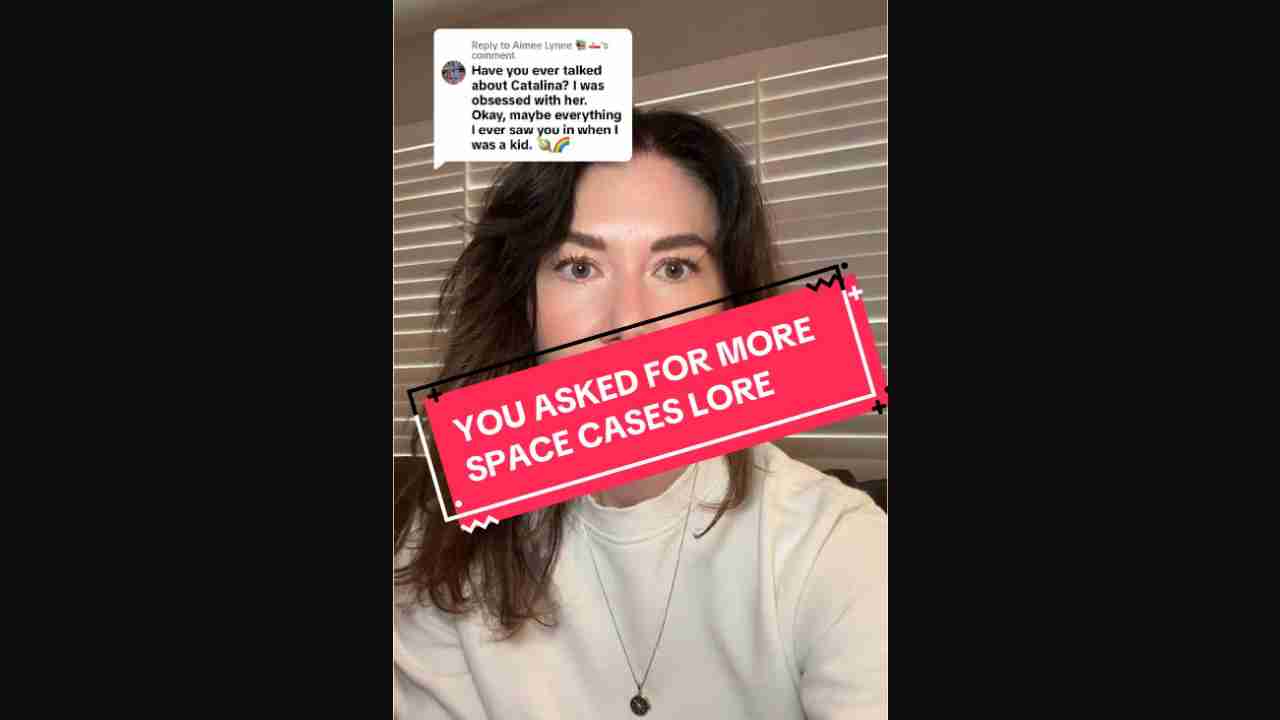 Reply to Aimee Lynne 's
comment
Have you ever talked
about Catalina? I was
obsessed with her.
Okay, maybe everything
I ever saw you in when I
was a kid.
YOU ASKED FOR MORE
SPACE CASES LORE